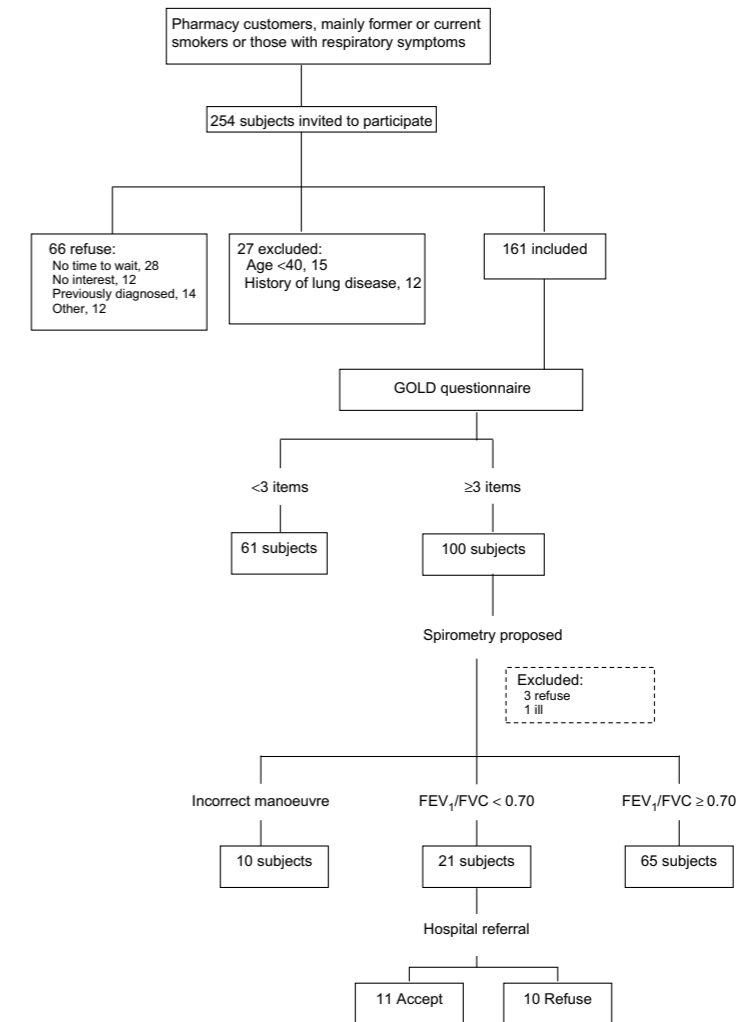 Pharmacy customers, mainly former or current
smokers or those with respiratory symptoms
254 subjects invited to participate
66 refuse:
No time to wait, 28
No interest, 12
Previously diagnosed, 14
Other, 12
27 excluded:
Age <40, 15
History of lung disease, 12
161 included
GOLD questionnaire
<3 items
≥3 items
61 subjects
100 subjects
Spirometry proposed
Excluded:
3 refuse
1 ill
Incorrect manoeuvre
FEV₁/FVC < 0.70
FEV₁/FVC ≥ 0.70
10 subjects
21 subjects
65 subjects
Hospital referral
11 Accept
10 Refuse